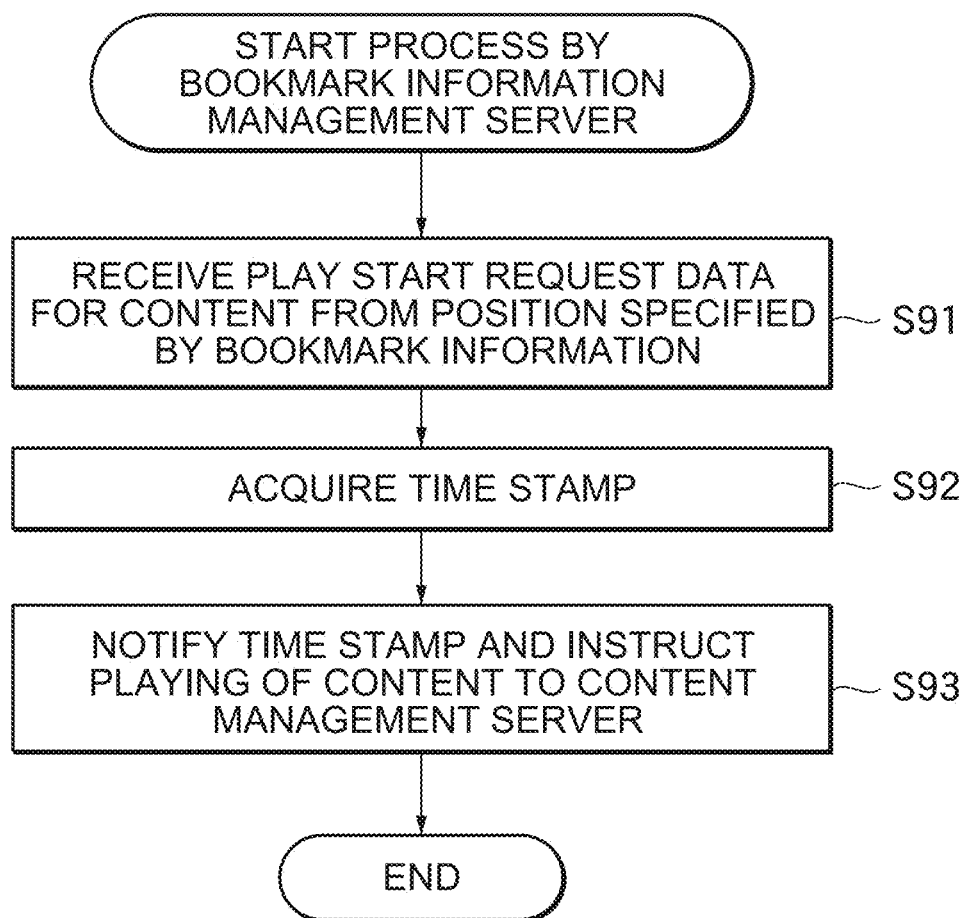 START PROCESS BY
BOOKMARK INFORMATION
MANAGEMENT SERVER
RECEIVE PLAY START REQUEST DATA
FOR CONTENT FROM POSITION SPECIFIED
BY BOOKMARK INFORMATION
S91
ACQUIRE TIME STAMP
S92
NOTIFY TIME STAMP AND INSTRUCT
PLAYING OF CONTENT TO CONTENT
MANAGEMENT SERVER
S93
END